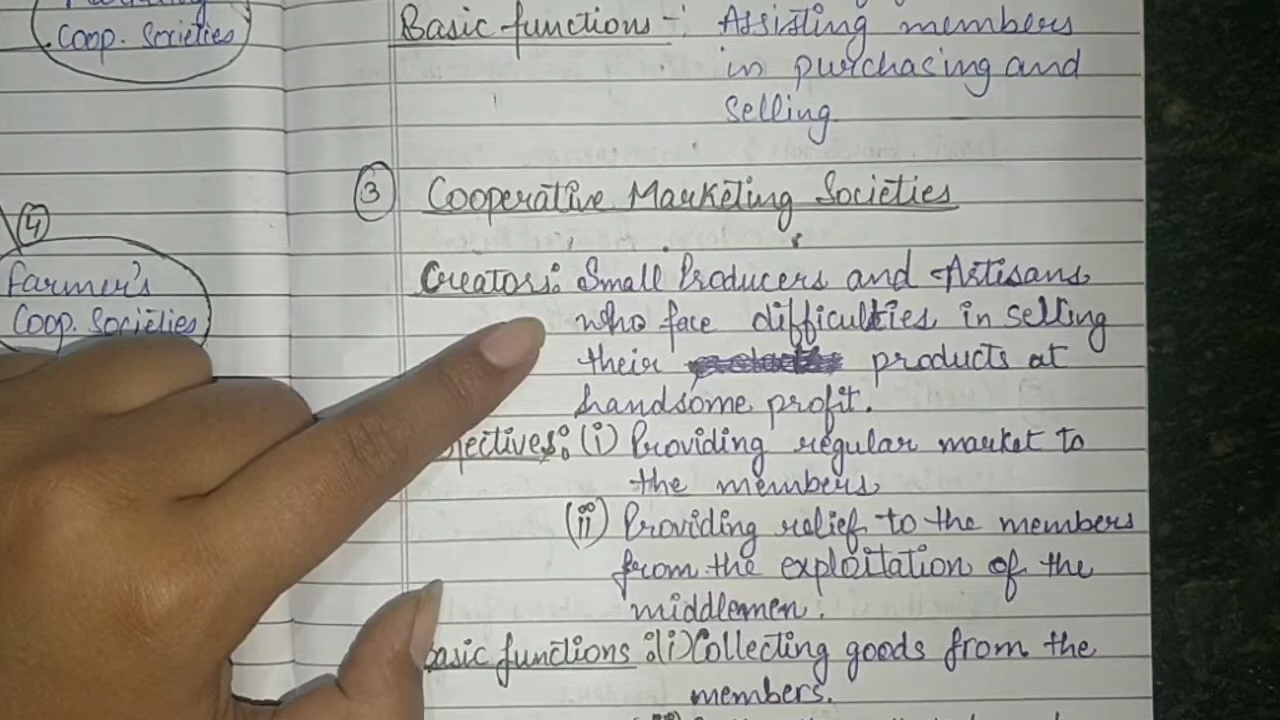 Coop. Societies
Basic functions - : Assisting members
in purchasing and
selling
3 Cooperative Marketing Societies
4
Farmer's
Coop. Societies
Creators: Small Producers and Artisans
who face difficulties in selling
their products at
handsome profit.
jectives: (i) Providing regular market to
the members
(ii) Providing relief to the members
from the exploitation of the
middlemen.
basic functions :(i) Collecting goods from the
members.